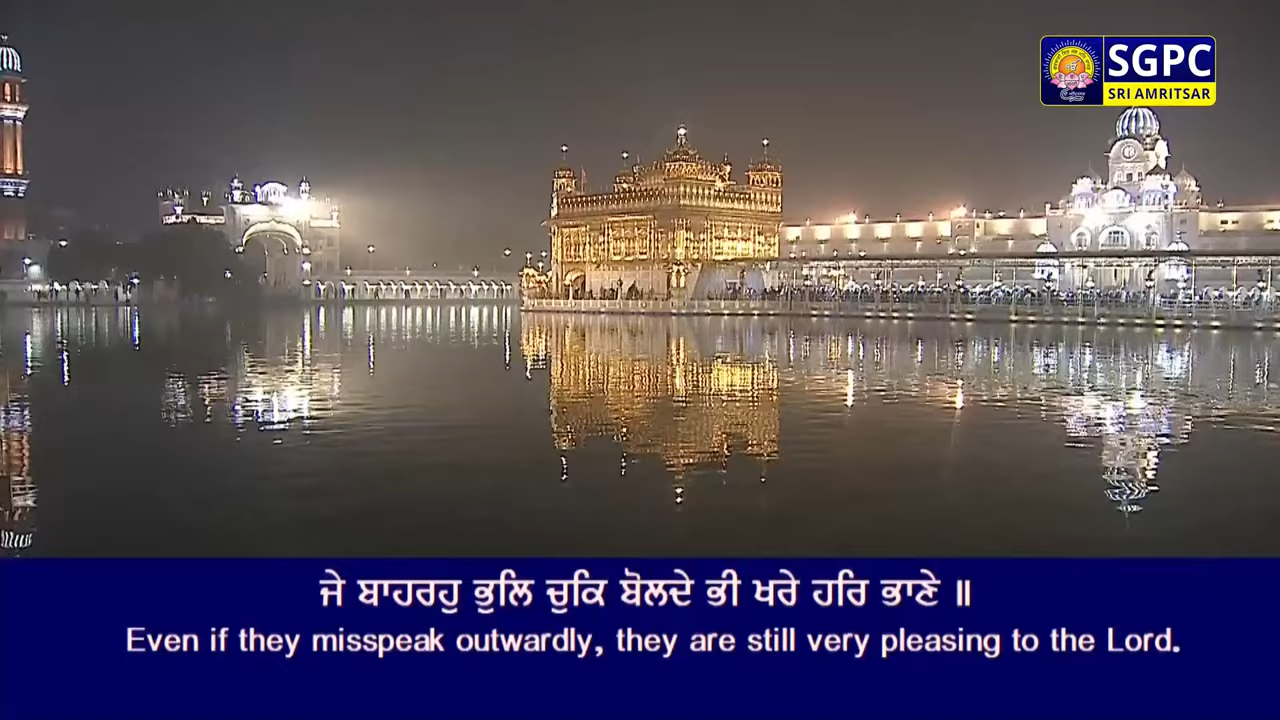 SGPC
SRI AMRITSAR
ਜੇ ਬਾਹਰਹੁ ਭੁਲਿ ਚੁਕਿ ਬੋਲਦੇ ਭੀ ਖਰੇ ਹਰਿ ਭਾਣੇ ॥
Even if they misspeak outwardly, they are still very pleasing to the Lord.